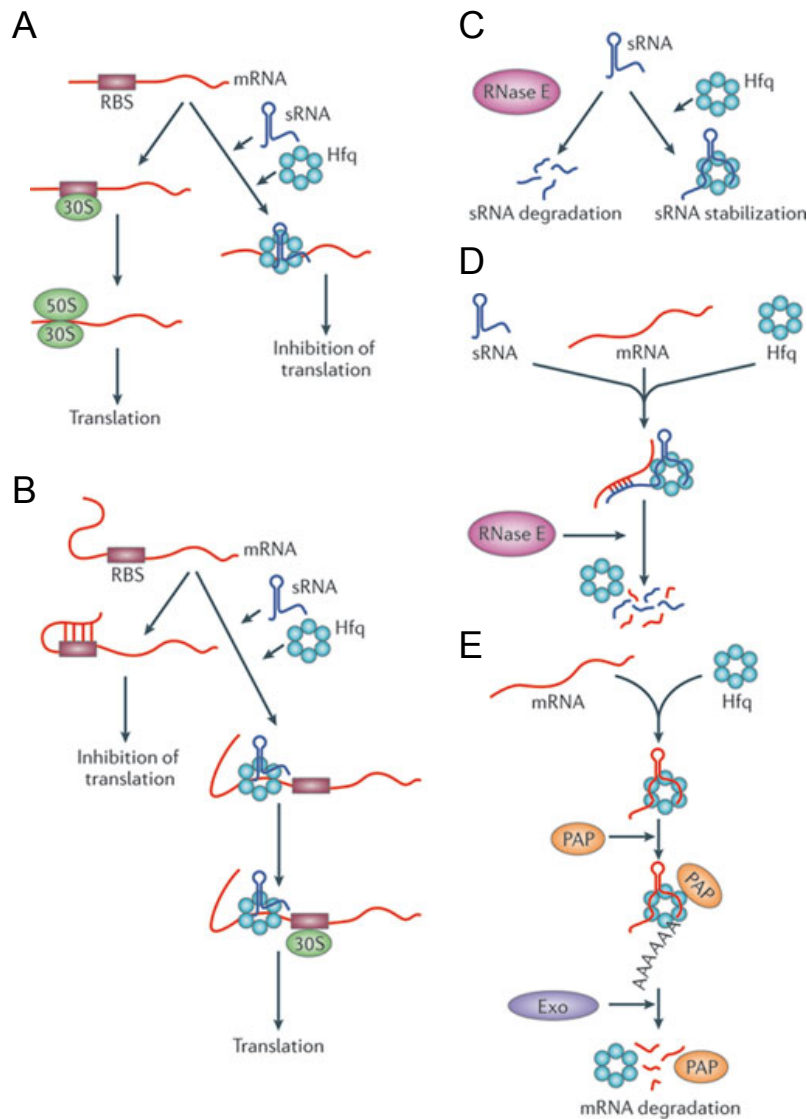 A
mRNA
RBS
sRNA
Hfq
30S
50S
30S
Inhibition of
translation
Translation
B
mRNA
RBS
sRNA
Hfq
Inhibition of
translation
30S
Translation
C
sRNA
RNase E
Hfq
sRNA degradation
sRNA stabilization
D
sRNA
mRNA
Hfq
RNase E
E
mRNA
Hfq
PAP
PAP
AAAAAA
Exo
PAP
mRNA degradation